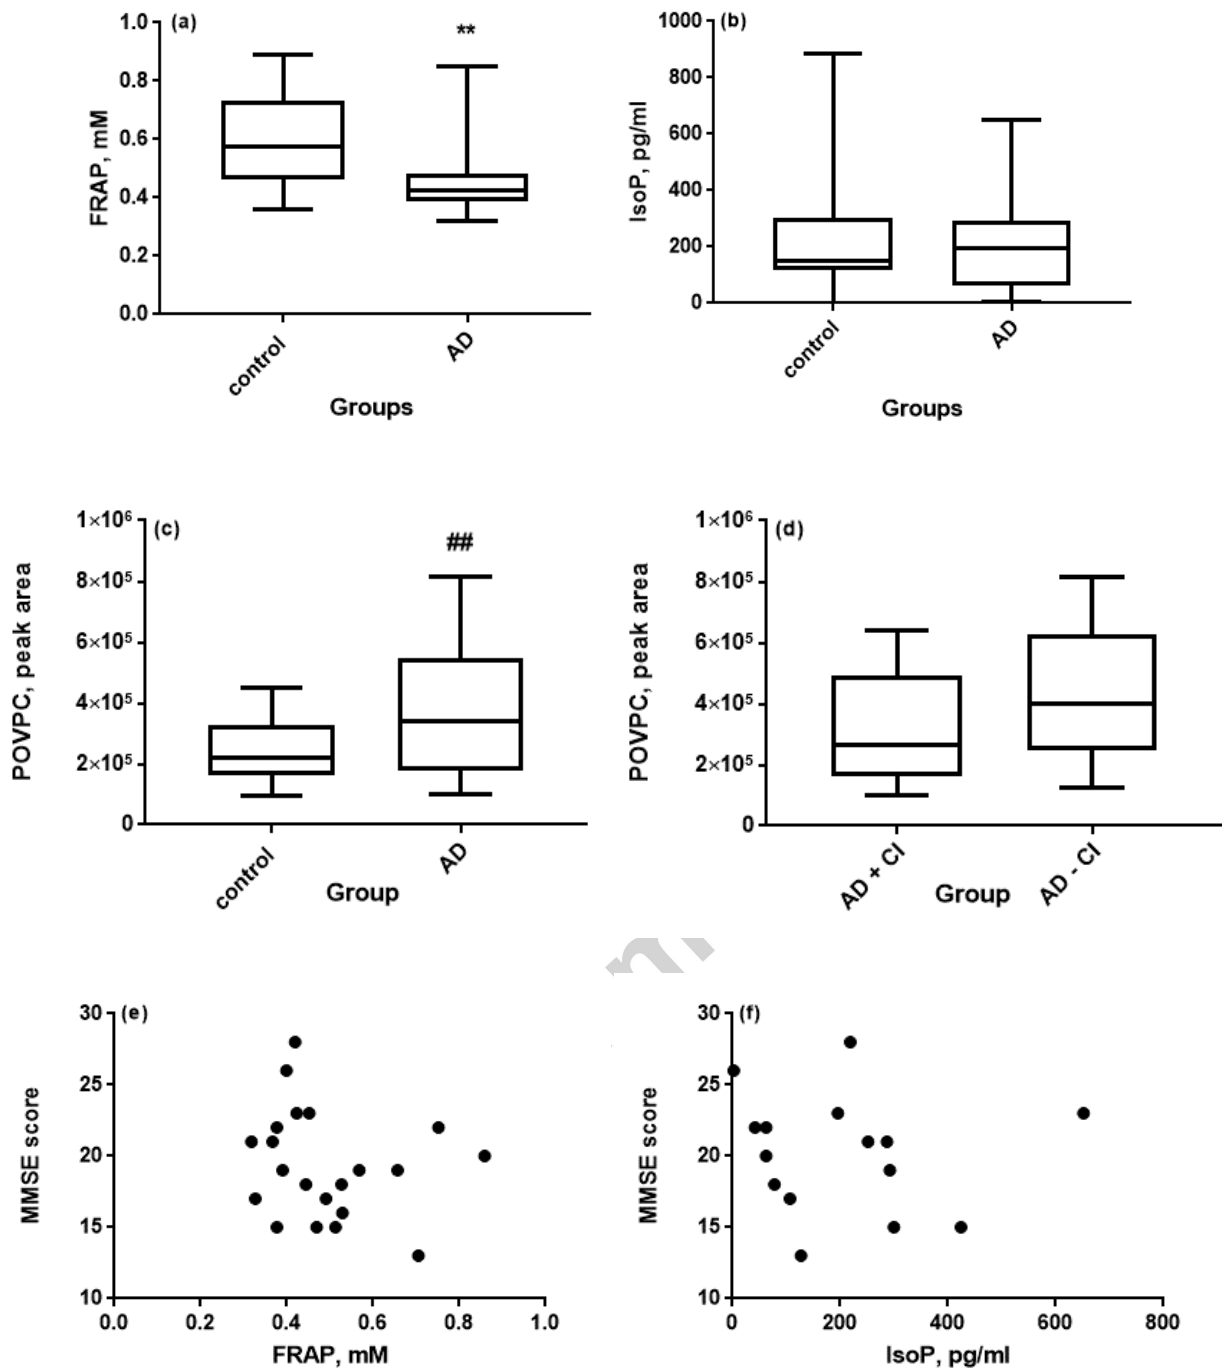 (a)
**
FRAP, mM
1.0
0.8
0.6
0.4
0.2
0.0
control
AD
Groups
(b)
IsoP, pg/ml
1000
800
600
400
200
0
control
AD
Groups
(c)
##
POVPC, peak area
1×10⁶
8×10⁵
6×10⁵
4×10⁵
2×10⁵
0
control
AD
Group
(d)
POVPC, peak area
1×10⁶
8×10⁵
6×10⁵
4×10⁵
2×10⁵
0
AD + CI
AD - CI
Group
m
(e)
MMSE score
30
25
20
15
10
0.0
0.2
0.4
0.6
0.8
1.0
FRAP, mM
(f)
MMSE score
30
25
20
15
10
0
200
400
600
800
IsoP, pg/ml